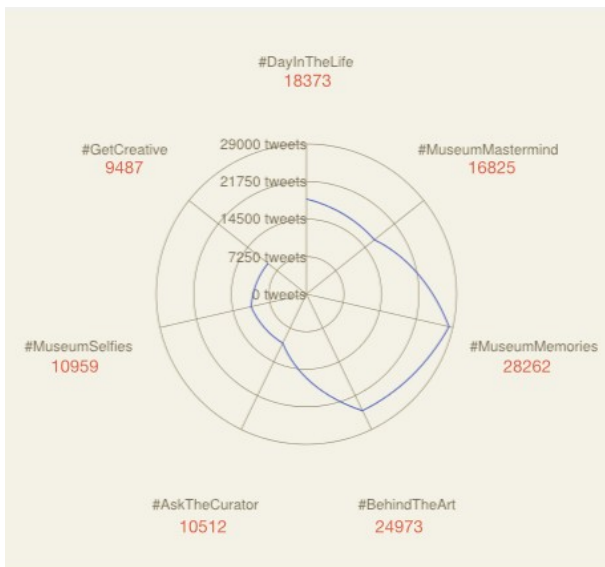 #DayInTheLife
18373
#GetCreative
9487
#MuseumMastermind
16825
29000 tweets
21750 tweets
14500 tweets
7250 tweets
0 tweets
#MuseumSelfies
10959
#MuseumMemories
28262
#AskTheCurator
10512
#BehindTheArt
24973